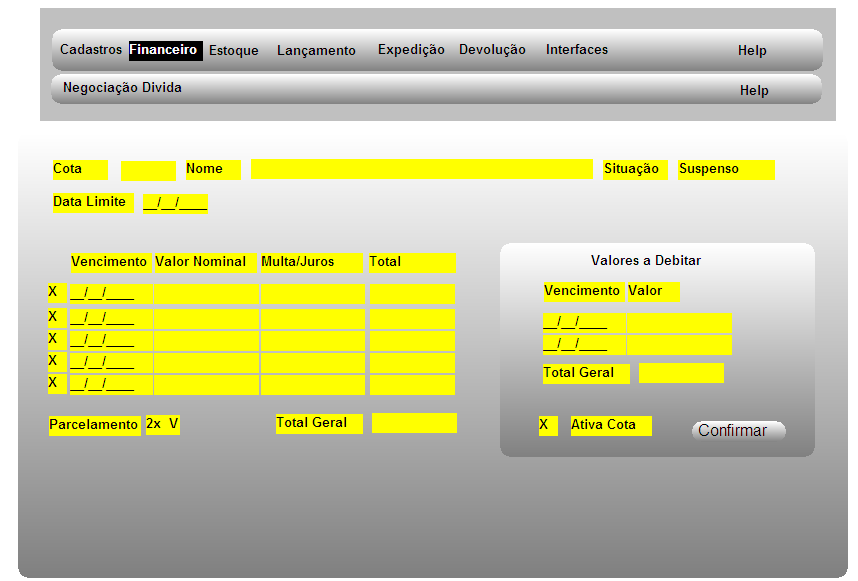 Cadastros Financeiro Estoque Lançamento Expedição Devolução Interfaces Help
Negociação Divida Help
Cota Nome Situação Suspenso
Data Limite __/__/____
Valores a Debitar
Vencimento Valor Nominal Multa/Juros Total
X __/__/____
X __/__/____
X __/__/____
X __/__/____
X __/__/____
Parcelamento 2x V Total Geral
Vencimento Valor
__/__/____
__/__/____
Total Geral
X Ativa Cota Confirmar